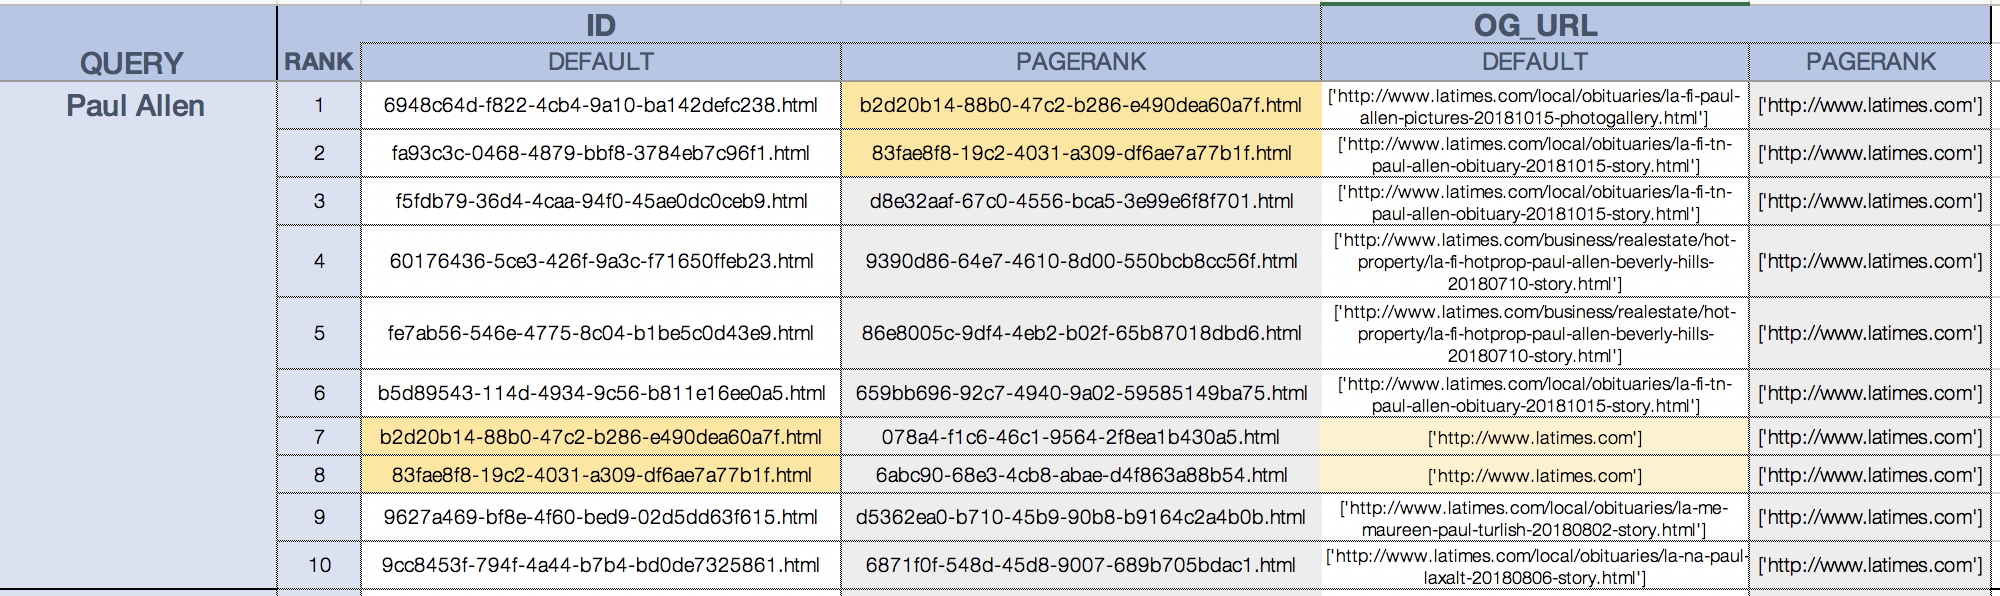 ID OG_URL
QUERY RANK DEFAULT PAGERANK DEFAULT PAGERANK
Paul Allen 1 6948c64d-f822-4cb4-9a10-ba142defc238.html b2d20b14-88b0-47c2-b286-e490dea60a7f.html ['http://www.latimes.com/local/obituaries/la-fi-paul-
allen-pictures-20181015-photogallery.html'] ['http://www.latimes.com']
2 fa93c3c-0468-4879-bbf8-3784eb7c96f1.html 83fae8f8-19c2-4031-a309-df6ae7a77b1f.html ['http://www.latimes.com/local/obituaries/la-fi-tn-
paul-allen-obituary-20181015-story.html'] ['http://www.latimes.com']
3 f5fdb79-36d4-4caa-94f0-45ae0dc0ceb9.html d8e32aaf-67c0-4556-bca5-3e99e6f8f701.html ['http://www.latimes.com/local/obituaries/la-fi-tn-
paul-allen-obituary-20181015-story.html'] ['http://www.latimes.com']
4 60176436-5ce3-426f-9a3c-f71650ffeb23.html 9390d86-64e7-4610-8d00-550bcb8cc56f.html ['http://www.latimes.com/business/realestate/hot-
property/la-fi-hotprop-paul-allen-beverly-hills-
20180710-story.html'] ['http://www.latimes.com']
5 fe7ab56-546e-4775-8c04-b1be5c0d43e9.html 86e8005c-9df4-4eb2-b02f-65b87018dbd6.html ['http://www.latimes.com/business/realestate/hot-
property/la-fi-hotprop-paul-allen-beverly-hills-
20180710-story.html'] ['http://www.latimes.com']
6 b5d89543-114d-4934-9c56-b811e16ee0a5.html 659bb696-92c7-4940-9a02-59585149ba75.html ['http://www.latimes.com/local/obituaries/la-fi-tn-
paul-allen-obituary-20181015-story.html'] ['http://www.latimes.com']
7 b2d20b14-88b0-47c2-b286-e490dea60a7f.html 078a4-f1c6-46c1-9564-2f8ea1b430a5.html ['http://www.latimes.com'] ['http://www.latimes.com']
8 83fae8f8-19c2-4031-a309-df6ae7a77b1f.html 6abc90-68e3-4cb8-abae-d4f863a88b54.html ['http://www.latimes.com'] ['http://www.latimes.com']
9 9627a469-bf8e-4f60-bed9-02d5dd63f615.html d5362ea0-b710-45b9-90b8-b9164c2a4b0b.html ['http://www.latimes.com/local/obituaries/la-me-
maureen-paul-turlish-20180802-story.html'] ['http://www.latimes.com']
10 9cc8453f-794f-4a44-b7b4-bd0de7325861.html 6871f0f-548d-45d8-9007-689b705bdac1.html ['http://www.latimes.com/local/obituaries/la-na-paul-
laxalt-20180806-story.html'] ['http://www.latimes.com']